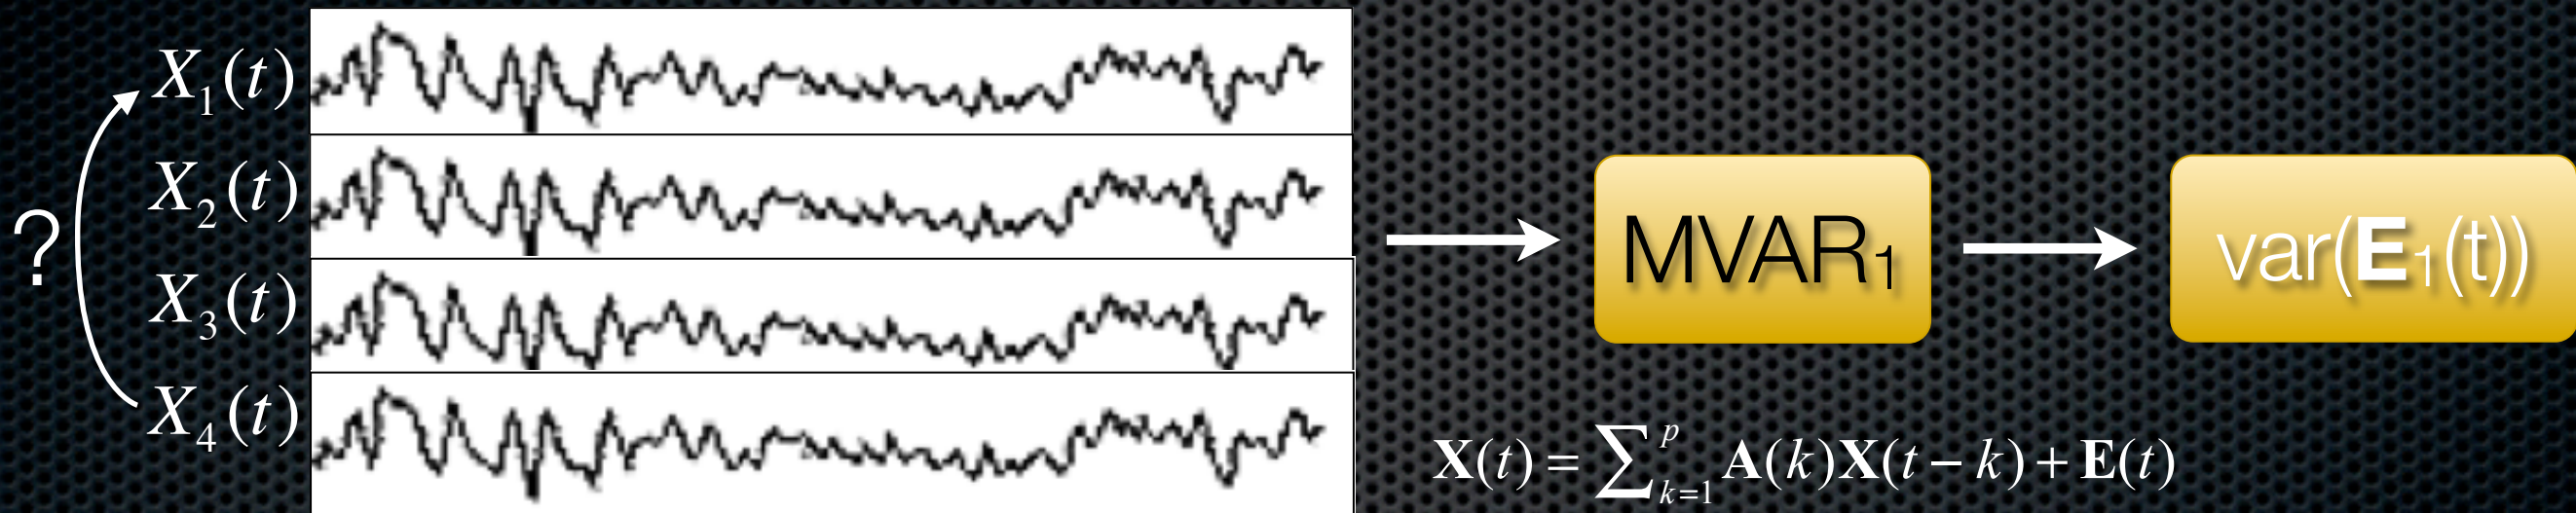 X₁(t)
X₂(t)
?
X₃(t)
X₄(t)
MVAR₁
var(E₁(t))
X(t) = ∑ₖ₌₁ᵖ A(k)X(t − k) + E(t)